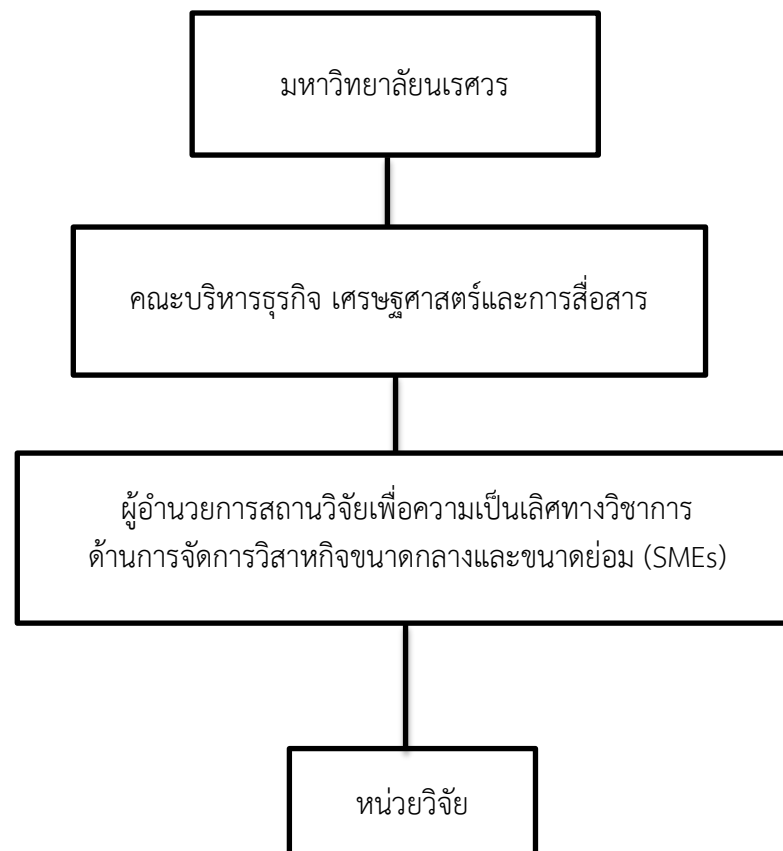 มหาวิทยาลัยนเรศวร
คณะบริหารธุรกิจ เศรษฐศาสตร์และการสื่อสาร
ผู้อำนวยการสถานวิจัยเพื่อความเป็นเลิศทางวิชาการ
ด้านการจัดการวิสาหกิจขนาดกลางและขนาดย่อม (SMEs)
หน่วยวิจัย